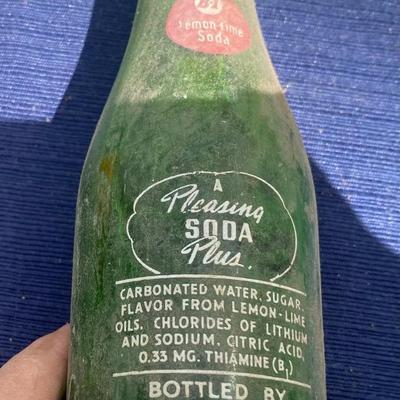 Lemon-Lime
Soda
A
Pleasing
SODA
Plus.
CARBONATED WATER, SUGAR,
FLAVOR FROM LEMON-LIME
OILS, CHLORIDES OF LITHIUM
AND SODIUM, CITRIC ACID,
0.33 MG. THIAMINE (B₁)
BOTTLED BY